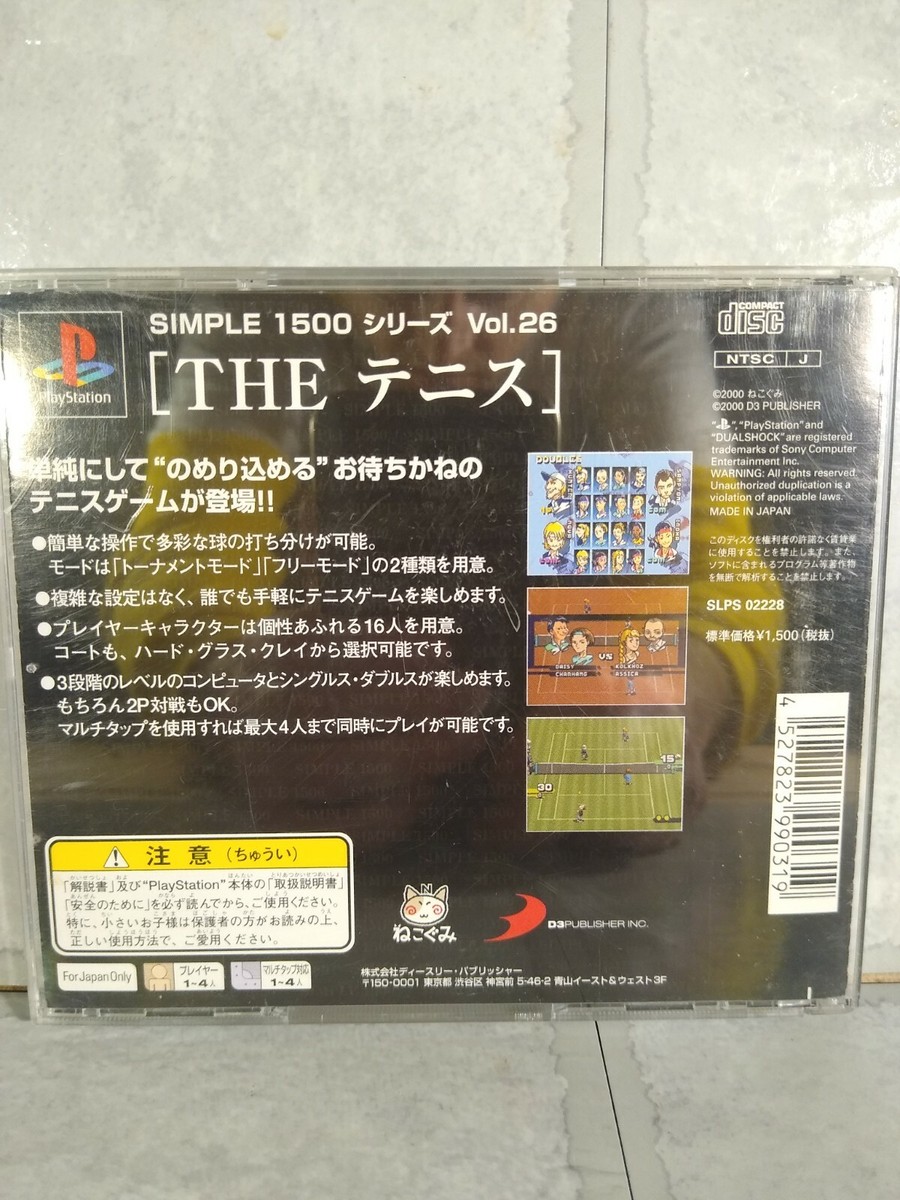 PlayStation
SIMPLE 1500 シリーズ Vol.26
[THE テニス]
COMPACT
disc
NTSC J
©2000 ねこぐみ
©2000 D3 PUBLISHER
"PlayStation" and
"DUALSHOCK" are registered
trademarks of Sony Computer
Entertainment Inc.
WARNING: All rights reserved.
Unauthorized duplication is a
violation of applicable laws.
MADE IN JAPAN
このディスクを権利者の許諾なく賃貸業
に使用することを禁止します。また、
ソフトに含まれるプログラム等著作物
を無断で解析することを禁止します。
SLPS 02228
標準価格¥1,500(税抜)
4 527823 990319
単純にして“のめり込める”お待ちかねの
テニスゲームが登場!!
●簡単な操作で多彩な球の打ち分けが可能。
モードは「トーナメントモード」「フリーモード」の2種類を用意。
●複雑な設定はなく、誰でも手軽にテニスゲームを楽しめます。
●プレイヤーキャラクターは個性あふれる16人を用意。
コートも、ハード・グラス・クレイから選択可能です。
●3段階のレベルのコンピュータとシングルス・ダブルスが楽しめます。
もちろん2P対戦もOK。
マルチタップを使用すれば最大4人まで同時にプレイが可能です。
DOUBLES
DAISY
CHANHANG
VS
KOLKHOZ
ASSICA
15
30
注意(ちゅうい)
「解説書」及び“PlayStation”本体の「取扱説明書」
「安全のために」を必ず読んでから、ご使用ください。
特に、小さいお子様は保護者の方がお読みの上、
正しい使用方法で、ご愛用ください。
For Japan Only
プレイヤー
1~4人
マルチタップ対応
1~4人
N
ねこぐみ
D3PUBLISHER INC.
株式会社ディースリー・パブリッシャー
〒150-0001 東京都 渋谷区 神宮前 5-46-2 青山イースト&ウェスト3F